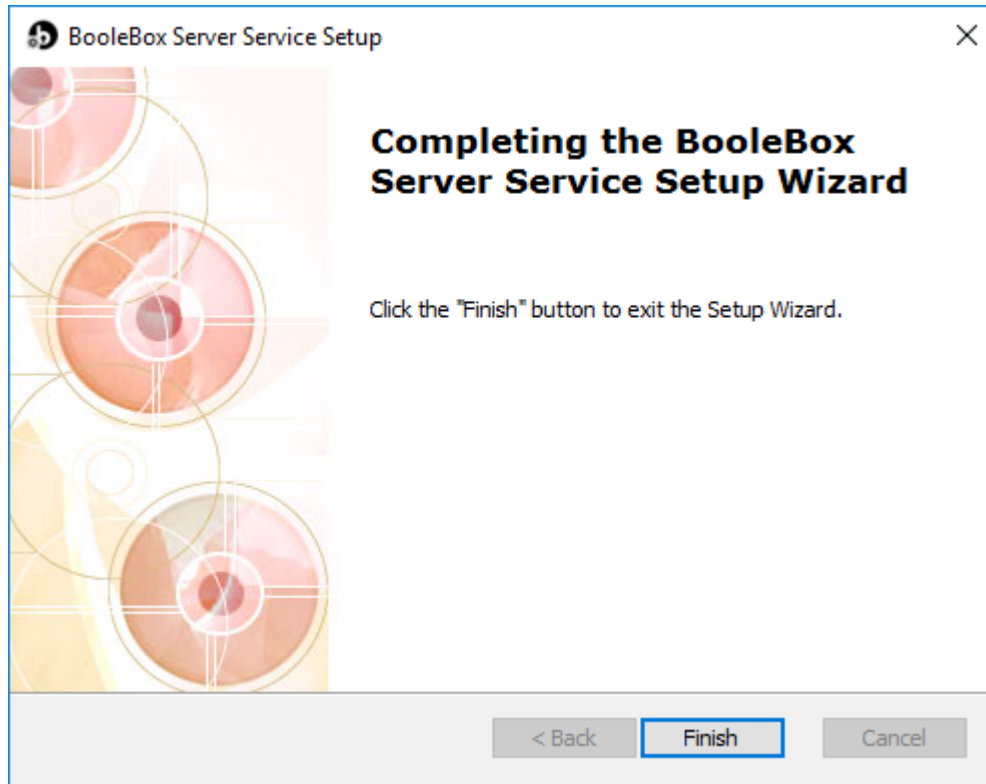 BooleBox Server Service Setup
Completing the BooleBox
Server Service Setup Wizard
Click the "Finish" button to exit the Setup Wizard.
< Back
Finish
Cancel